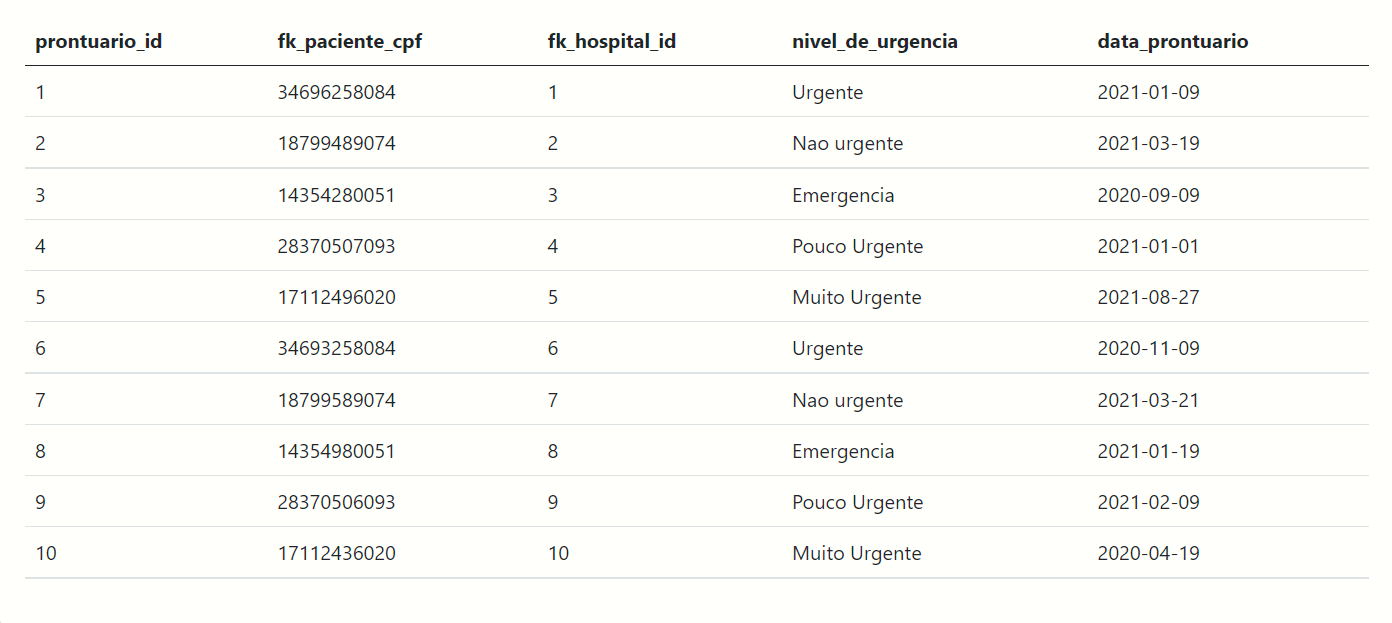 prontuario_id fk_paciente_cpf fk_hospital_id nivel_de_urgencia data_prontuario
1 34696258084 1 Urgente 2021-01-09
2 18799489074 2 Nao urgente 2021-03-19
3 14354280051 3 Emergencia 2020-09-09
4 28370507093 4 Pouco Urgente 2021-01-01
5 17112496020 5 Muito Urgente 2021-08-27
6 34693258084 6 Urgente 2020-11-09
7 18799589074 7 Nao urgente 2021-03-21
8 14354980051 8 Emergencia 2021-01-19
9 28370506093 9 Pouco Urgente 2021-02-09
10 17112436020 10 Muito Urgente 2020-04-19